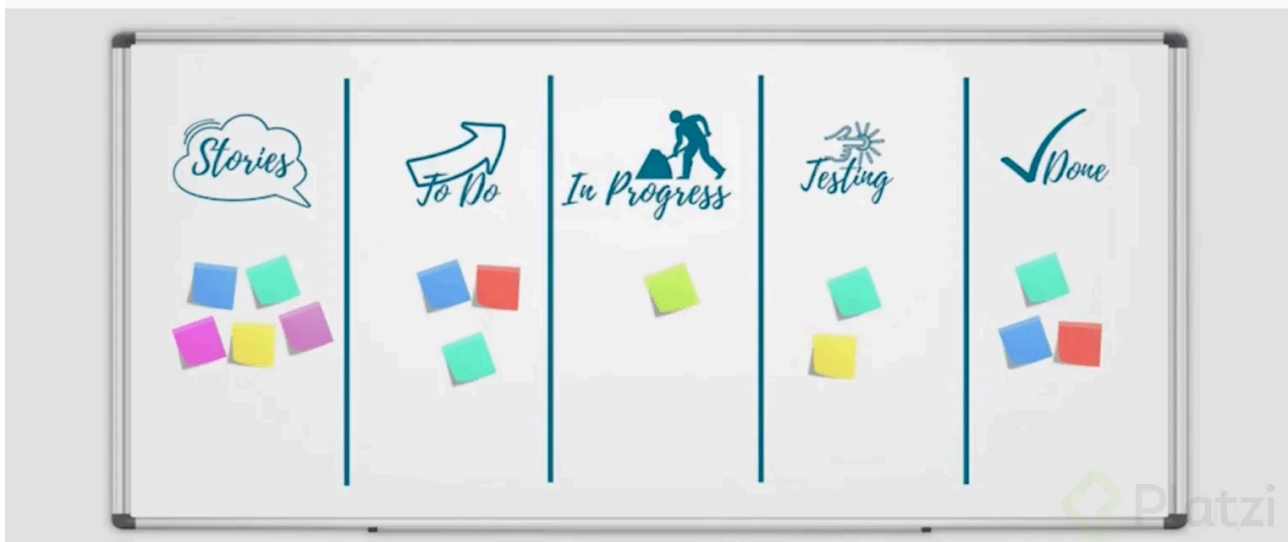 Stories
To Do
In Progress
Testing
Done
Platzi